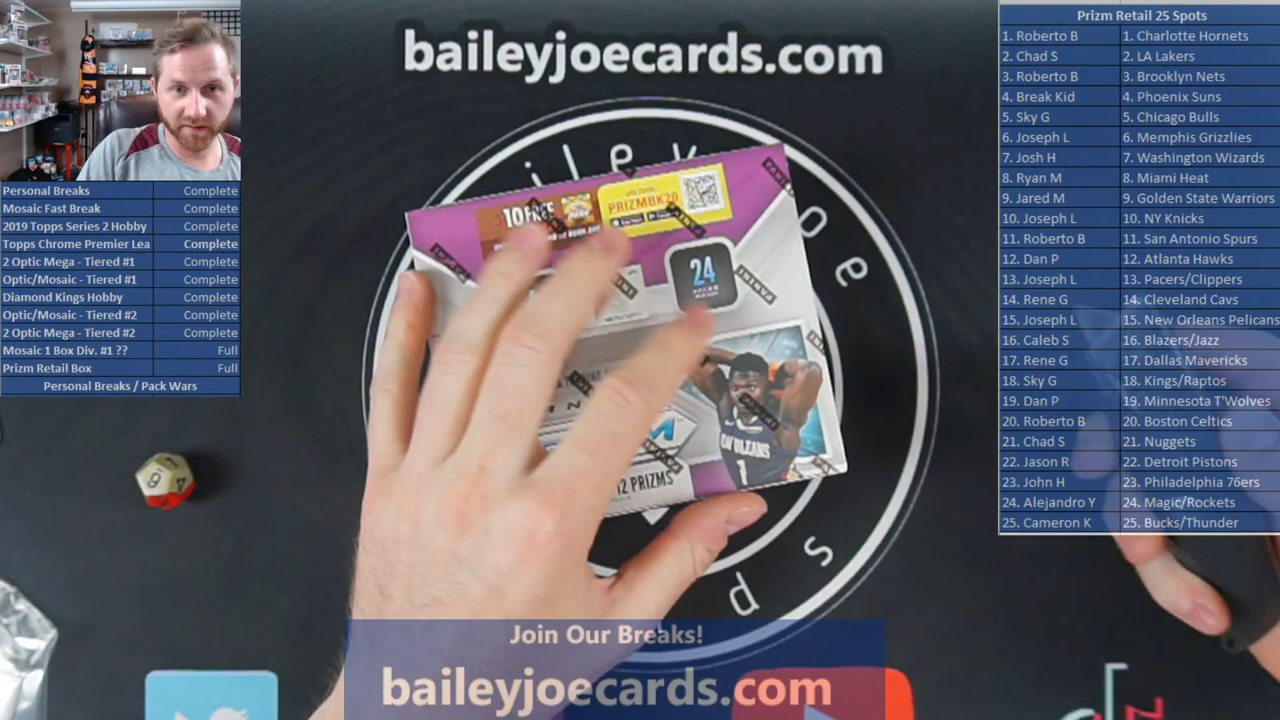 baileyjoecards.com
Personal Breaks Complete
Mosaic Fast Break Complete
2019 Topps Series 2 Hobby Complete
Topps Chrome Premier Lea Complete
2 Optic Mega - Tiered #1 Complete
Optic/Mosaic - Tiered #1 Complete
Diamond Kings Hobby Complete
Optic/Mosaic - Tiered #2 Complete
2 Optic Mega - Tiered #2 Complete
Mosaic 1 Box Div. #1 ?? Full
Prizm Retail Box Full
Personal Breaks / Pack Wars
10 FREE
PRIZMBK20
24
PANINI
NEW ORLEANS
1
12 PRIZMS
Prizm Retail 25 Spots
1. Roberto B 1. Charlotte Hornets
2. Chad S 2. LA Lakers
3. Roberto B 3. Brooklyn Nets
4. Break Kid 4. Phoenix Suns
5. Sky G 5. Chicago Bulls
6. Joseph L 6. Memphis Grizzlies
7. Josh H 7. Washington Wizards
8. Ryan M 8. Miami Heat
9. Jared M 9. Golden State Warriors
10. Joseph L 10. NY Knicks
11. Roberto B 11. San Antonio Spurs
12. Dan P 12. Atlanta Hawks
13. Joseph L 13. Pacers/Clippers
14. Rene G 14. Cleveland Cavs
15. Joseph L 15. New Orleans Pelicans
16. Caleb S 16. Blazers/Jazz
17. Rene G 17. Dallas Mavericks
18. Sky G 18. Kings/Raptos
19. Dan P 19. Minnesota T'Wolves
20. Roberto B 20. Boston Celtics
21. Chad S 21. Nuggets
22. Jason R 22. Detroit Pistons
23. John H 23. Philadelphia 76ers
24. Alejandro Y 24. Magic/Rockets
25. Cameron K 25. Bucks/Thunder
Join Our Breaks!
baileyjoecards.com